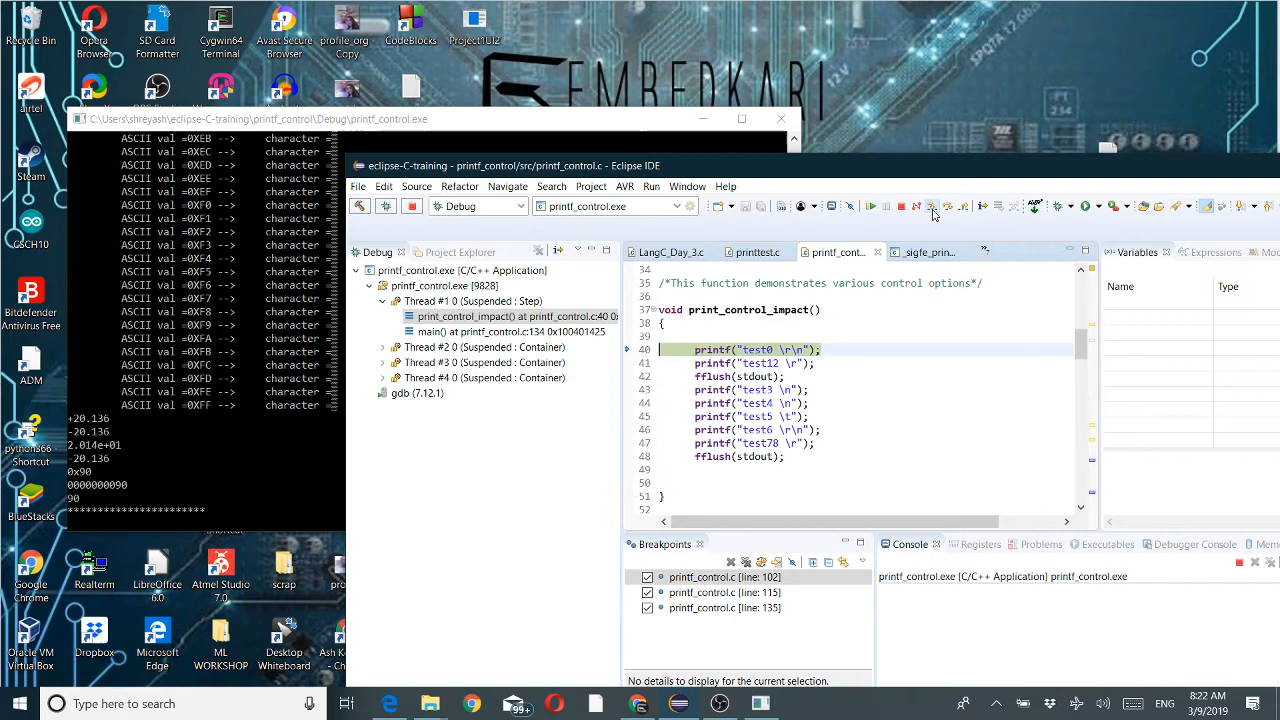 Recycle Bin
Opera Browser
SD Card Formatter
Cygwin64 Terminal
Avast Secure Browser
profile_org - Copy
CodeBlocks
Project1UI2
EMBEDKARI
12 V
airtel
Steam
CSCH10
Bitdefender Antivirus Free
ADM
python366 - Shortcut
BlueStacks
Google Chrome
Realterm
LibreOffice 6.0
Atmel Studio 7.0
scrap
Oracle VM Virtual Box
Dropbox
Microsoft Edge
ML WORKSHOP
Desktop Whiteboard
C:\Users\shreyash\eclipse-C-training\printf_control\Debug\printf_control.exe
ASCII val =0XEB --> character =
ASCII val =0XEC --> character =
ASCII val =0XED --> character =
ASCII val =0XEE --> character =
ASCII val =0XEF --> character =
ASCII val =0XF0 --> character =
ASCII val =0XF1 --> character =
ASCII val =0XF2 --> character =
ASCII val =0XF3 --> character =
ASCII val =0XF4 --> character =
ASCII val =0XF5 --> character =
ASCII val =0XF6 --> character =
ASCII val =0XF7 --> character =
ASCII val =0XF8 --> character =
ASCII val =0XF9 --> character =
ASCII val =0XFA --> character =
ASCII val =0XFB --> character =
ASCII val =0XFC --> character =
ASCII val =0XFD --> character =
ASCII val =0XFE --> character =
ASCII val =0XFF --> character =
+20.136
-20.136
2.014e+01
-20.136
0x90
0000000090
90
***********************
eclipse-C-training - printf_control/src/printf_control.c - Eclipse IDE
File Edit Source Refactor Navigate Search Project AVR Run Window Help
Debug printf_control.exe
Debug Project Explorer
printf_control.exe [C/C++ Application]
printf_control.exe [9828]
Thread #1 0 (Suspended : Step)
print_control_impact() at printf_control.c:40 0x
main() at printf_control.c:134 0x100401425
Thread #2 0 (Suspended : Container)
Thread #3 0 (Suspended : Container)
Thread #4 0 (Suspended : Container)
gdb (7.12.1)
LangC_Day_3.c printtest.c printf_cont... _sigfe_prin...
34
35 /*This function demonstrates various control options*/
36
37 void print_control_impact()
38 {
39
40 printf("test0 \r\n");
41 printf("test12 \r");
42 fflush(stdout);
43 printf("test3 \n");
44 printf("test4 \n");
45 printf("test5 \t");
46 printf("test6 \r\n");
47 printf("test78 \r");
48 fflush(stdout);
49
50
51 }
52
Variables Expressions Mod
Name Type
Breakpoints
printf_control.c [line: 102]
printf_control.c [line: 115]
printf_control.c [line: 135]
No details to display for the current selection.
Console Registers Problems Executables Debugger Console Memo
printf_control.exe [C/C++ Application] printf_control.exe
Type here to search
99+
ENG
8:22 AM
3/9/2019